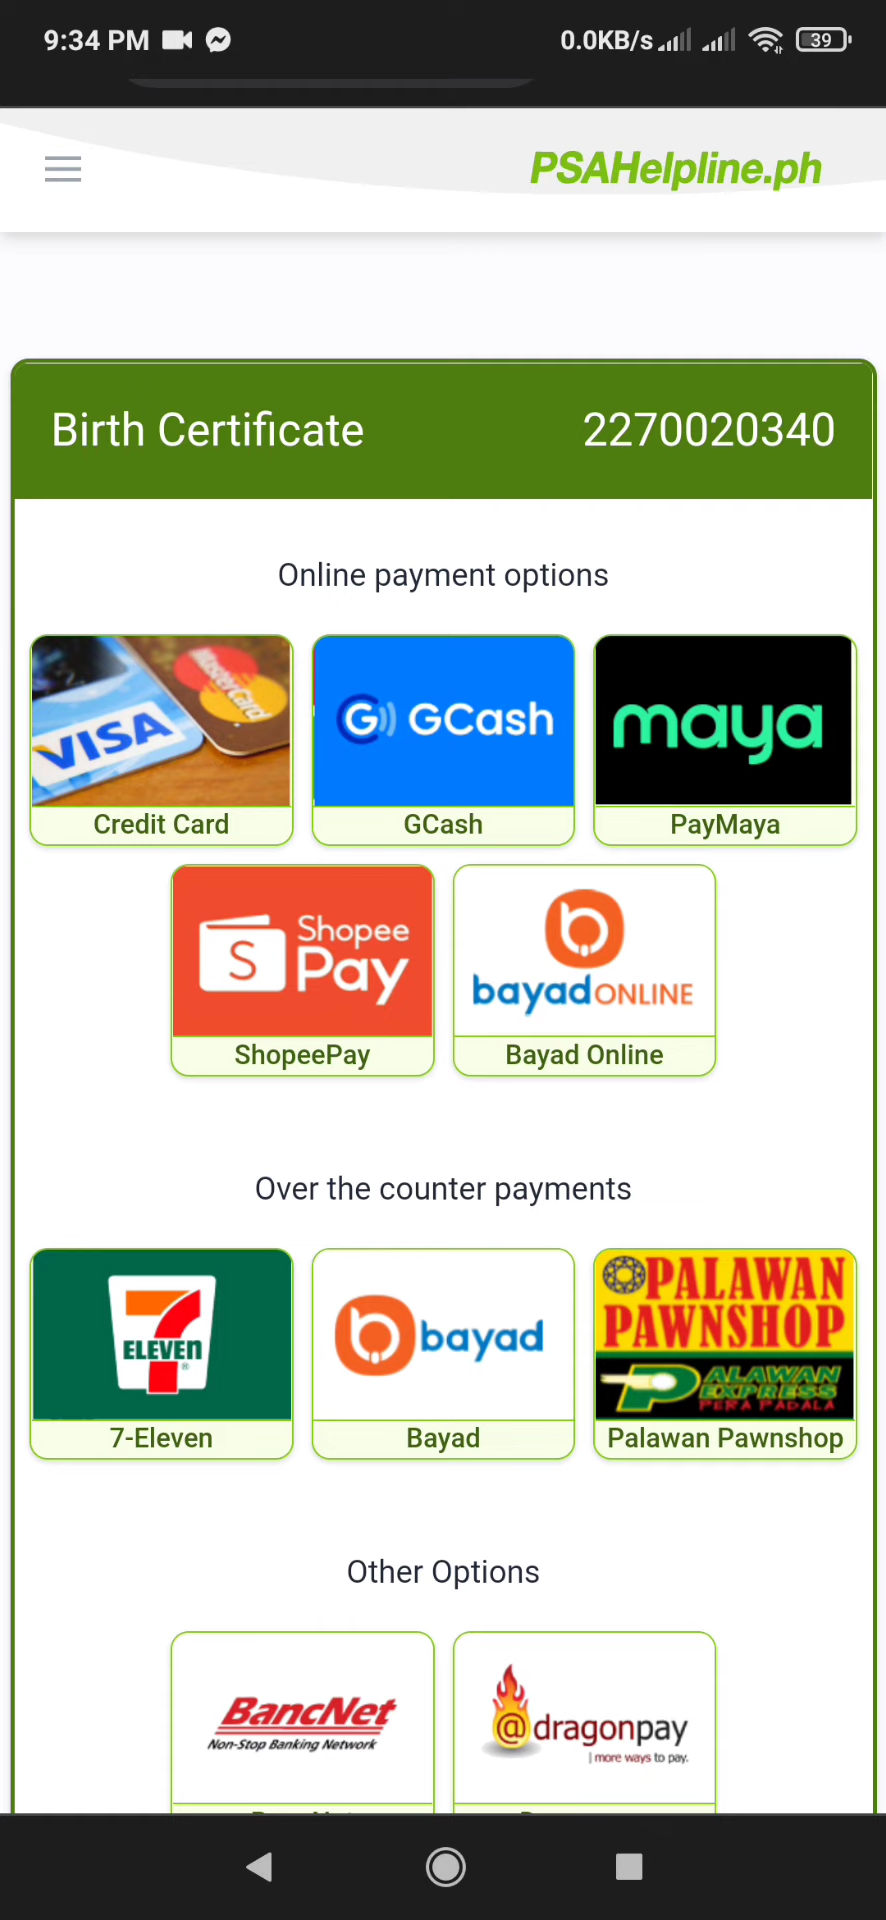 9:34 PM 0.0KB/s 39
PSAHelpline.ph
Birth Certificate 2270020340
Online payment options
VISA MasterCard
G GCash
maya
Credit Card GCash PayMaya
S Shopee Pay
b bayad ONLINE
ShopeePay Bayad Online
Over the counter payments
7 ELEVEN ®
b bayad
PALAWAN
PAWNSHOP
PALAWAN
EXPRESS
PERA PADALA
7-Eleven Bayad Palawan Pawnshop
Other Options
BancNet
Non-Stop Banking Network
@dragonpay
more ways to pay.